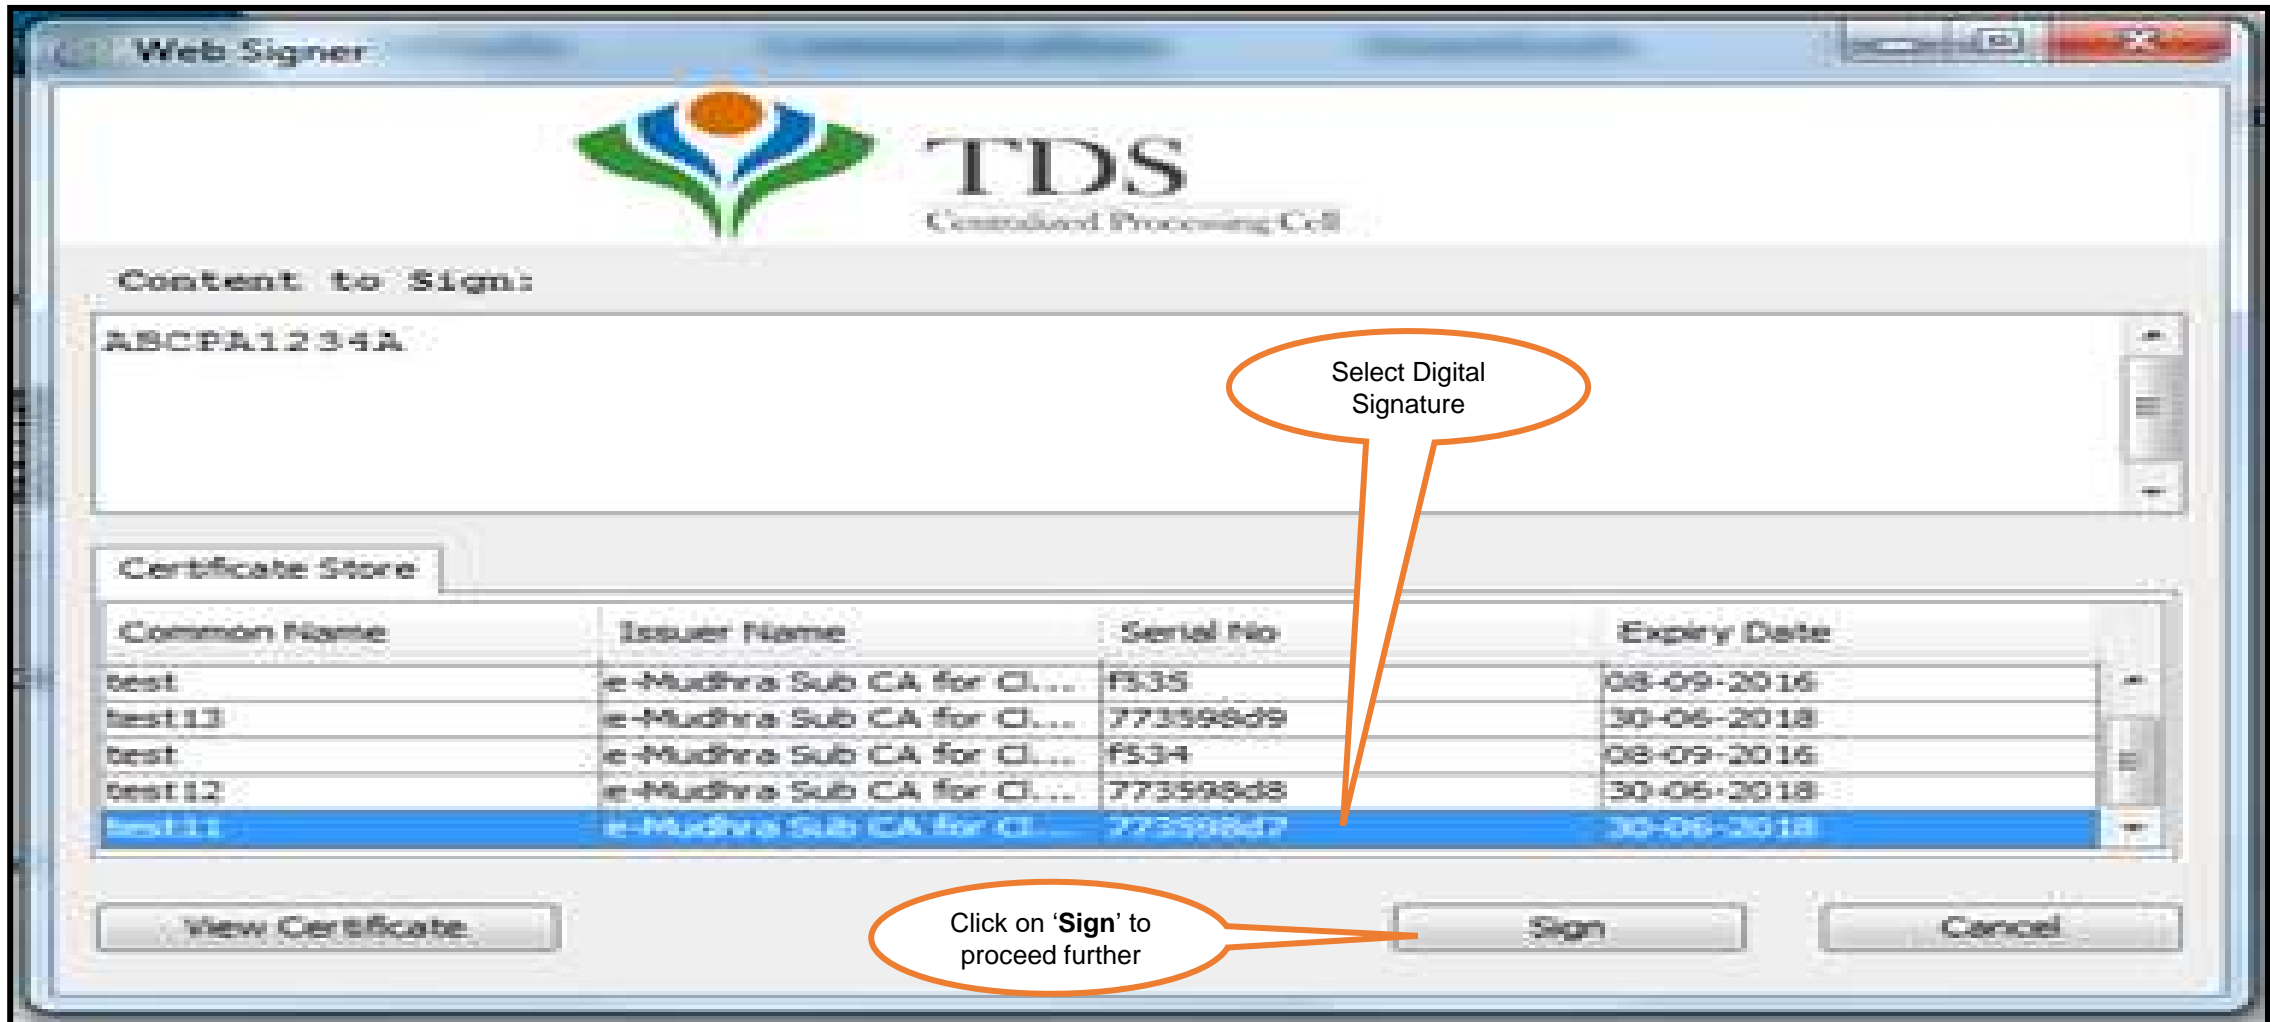 Web Signer
TDS
Centralized Processing Cell
Content to Sign:
ABCPA1234A
Select Digital
Signature
Certificate Store
Common Name Issuer Name Serial No Expiry Date
test e-Mudhra Sub CA for Cl.... f535 08-09-2016
test13 e-Mudhra Sub CA for Cl.... 773598d9 30-06-2018
test e-Mudhra Sub CA for Cl.... f534 08-09-2016
test12 e-Mudhra Sub CA for Cl.... 773598d8 30-06-2018
test11 e-Mudhra Sub CA for Cl.... 773598d7 30-06-2018
View Certificate
Click on ‘Sign’ to
proceed further
Sign
Cancel